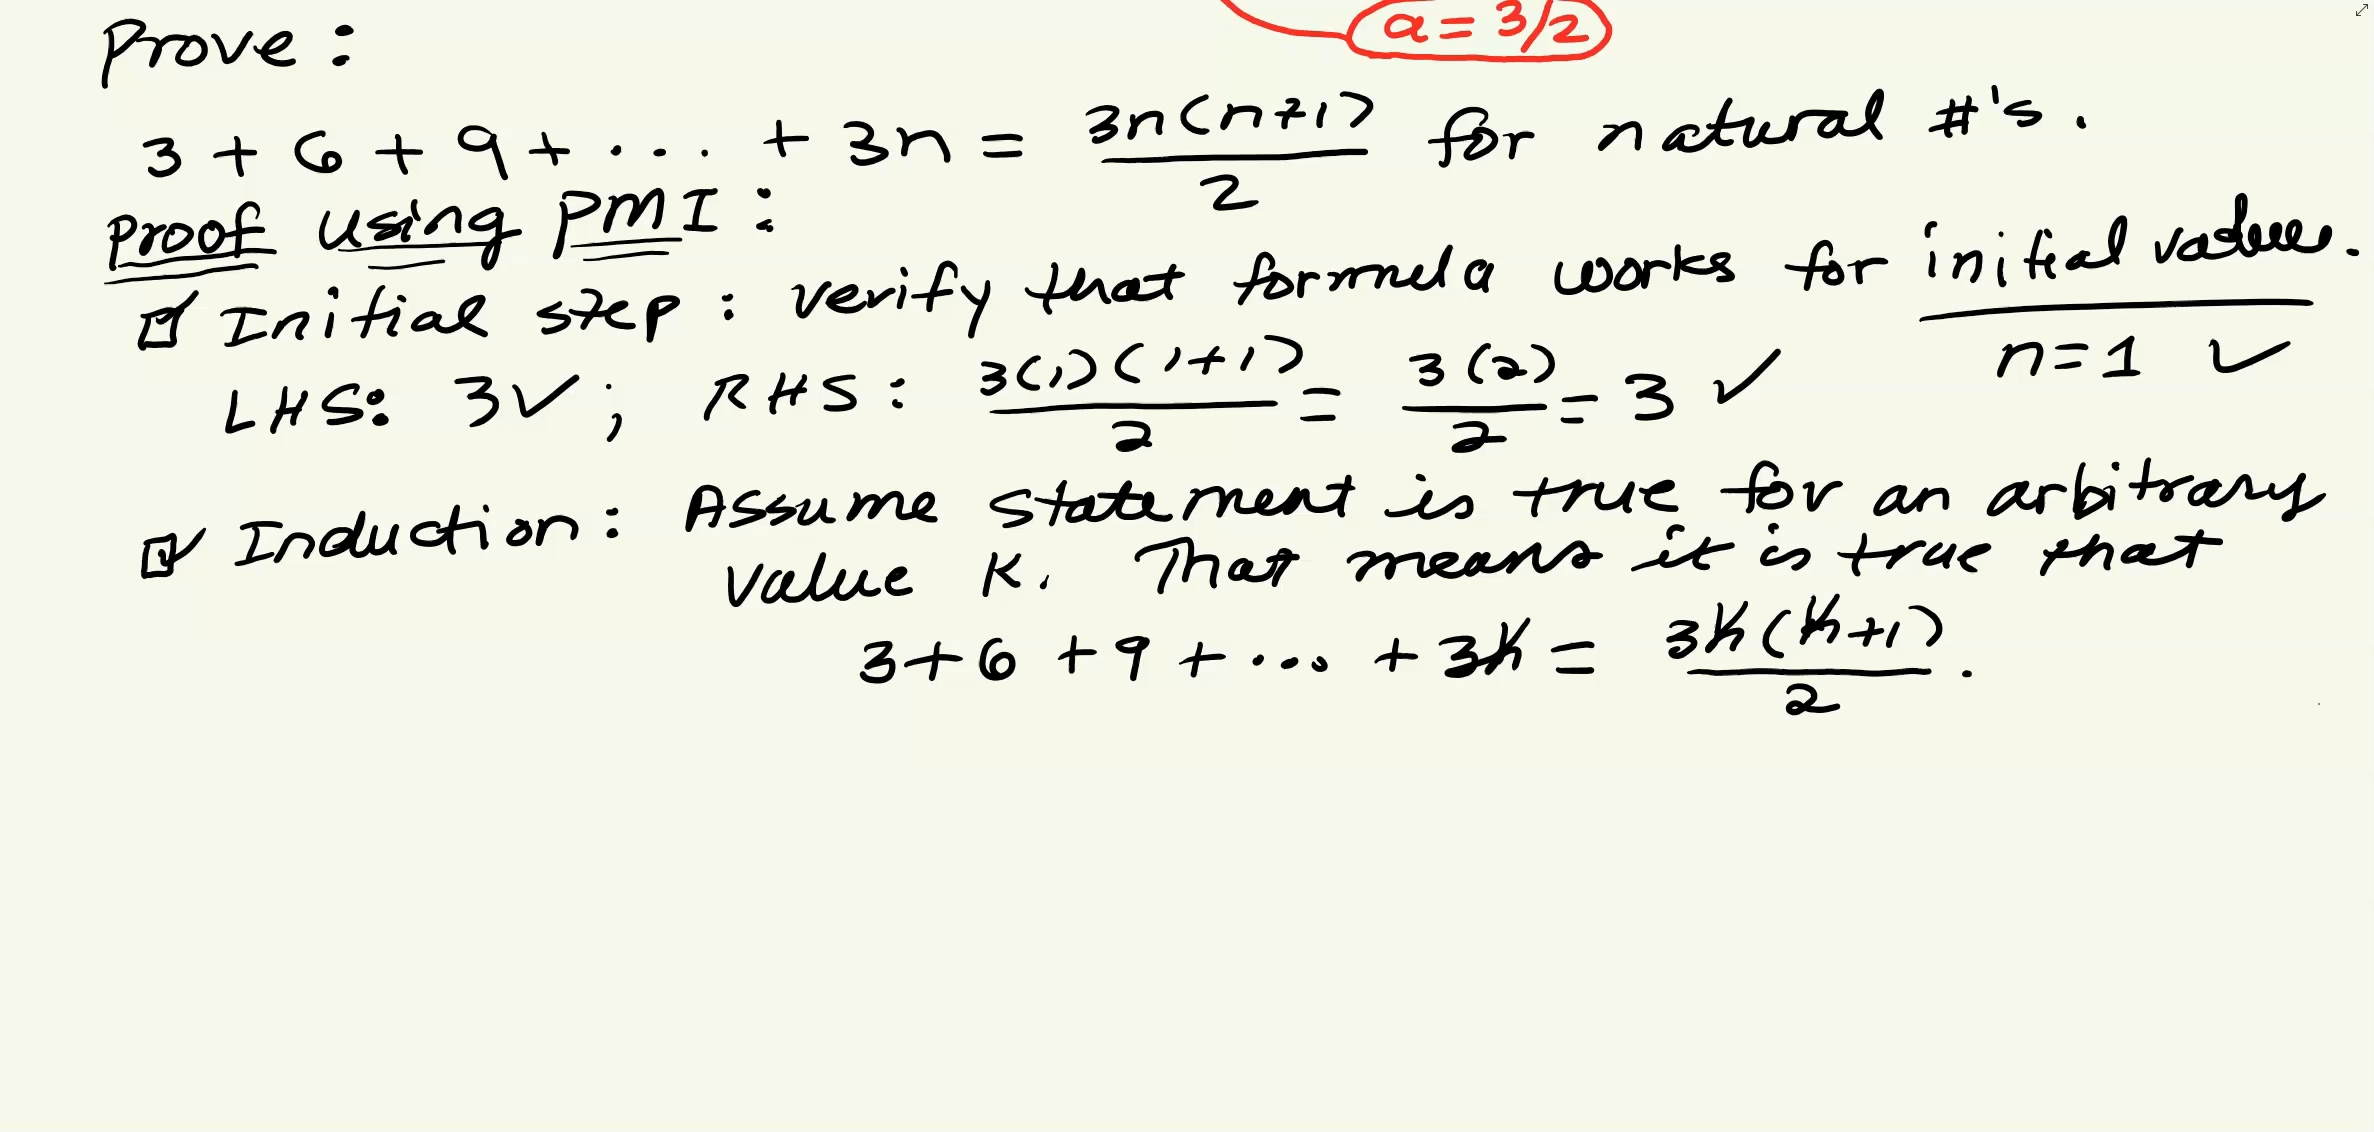 a = 3/2
Prove :
3 + 6 + 9 + ... + 3n = 3n(n+1)/2 for natural #'s.
Proof using PMI :
☑ Initial step : verify that formula works for initial values.
n = 1 ✓
LHS: 3 ✓ ; RHS : 3(1)(1+1)/2 = 3(2)/2 = 3 ✓
☑ Induction : Assume statement is true for an arbitrary
value K. That means it is true that
3 + 6 + 9 + ... + 3k = 3k(k+1)/2.